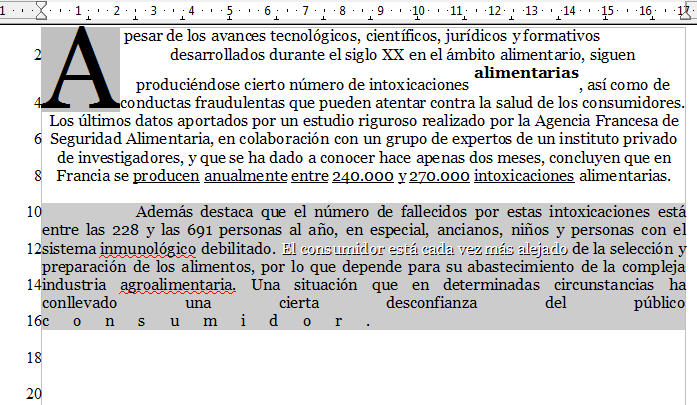 1 · 1 · 2 · 3 · 4 · 5 · 6 · 7 · 8 · 9 · 10 · 11 · 12 · 13 · 14 · 15 · 16 · 17
A pesar de los avances tecnológicos, científicos, jurídicos y formativos
2 desarrollados durante el siglo XX en el ámbito alimentario, siguen
produciéndose cierto número de intoxicaciones alimentarias, así como de
4 conductas fraudulentas que pueden atentar contra la salud de los consumidores.
Los últimos datos aportados por un estudio riguroso realizado por la Agencia Francesa de
6 Seguridad Alimentaria, en colaboración con un grupo de expertos de un instituto privado
de investigadores, y que se ha dado a conocer hace apenas dos meses, concluyen que en
8 Francia se producen anualmente entre 240.000 y 270.000 intoxicaciones alimentarias.
10 Además destaca que el número de fallecidos por estas intoxicaciones está
entre las 228 y las 691 personas al año, en especial, ancianos, niños y personas con el
12 sistema inmunológico debilitado. El consumidor está cada vez más alejado de la selección y
preparación de los alimentos, por lo que depende para su abastecimiento de la compleja
14 industria agroalimentaria. Una situación que en determinadas circunstancias ha
conllevado una cierta desconfianza del público
16 consumidor.
18
20